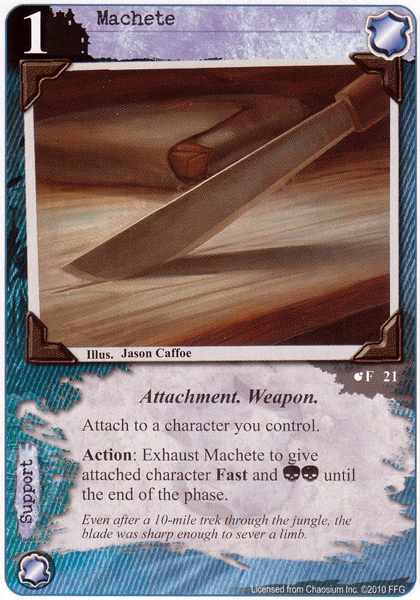 1
Machete
Illus. Jason Caffoe
F 21
Attachment. Weapon.
Attach to a character you control.
Action: Exhaust Machete to give
attached character Fast and until
the end of the phase.
Even after a 10-mile trek through the jungle, the
blade was sharp enough to sever a limb.
Support
Licensed from Chaosium Inc. ©2010 FFG